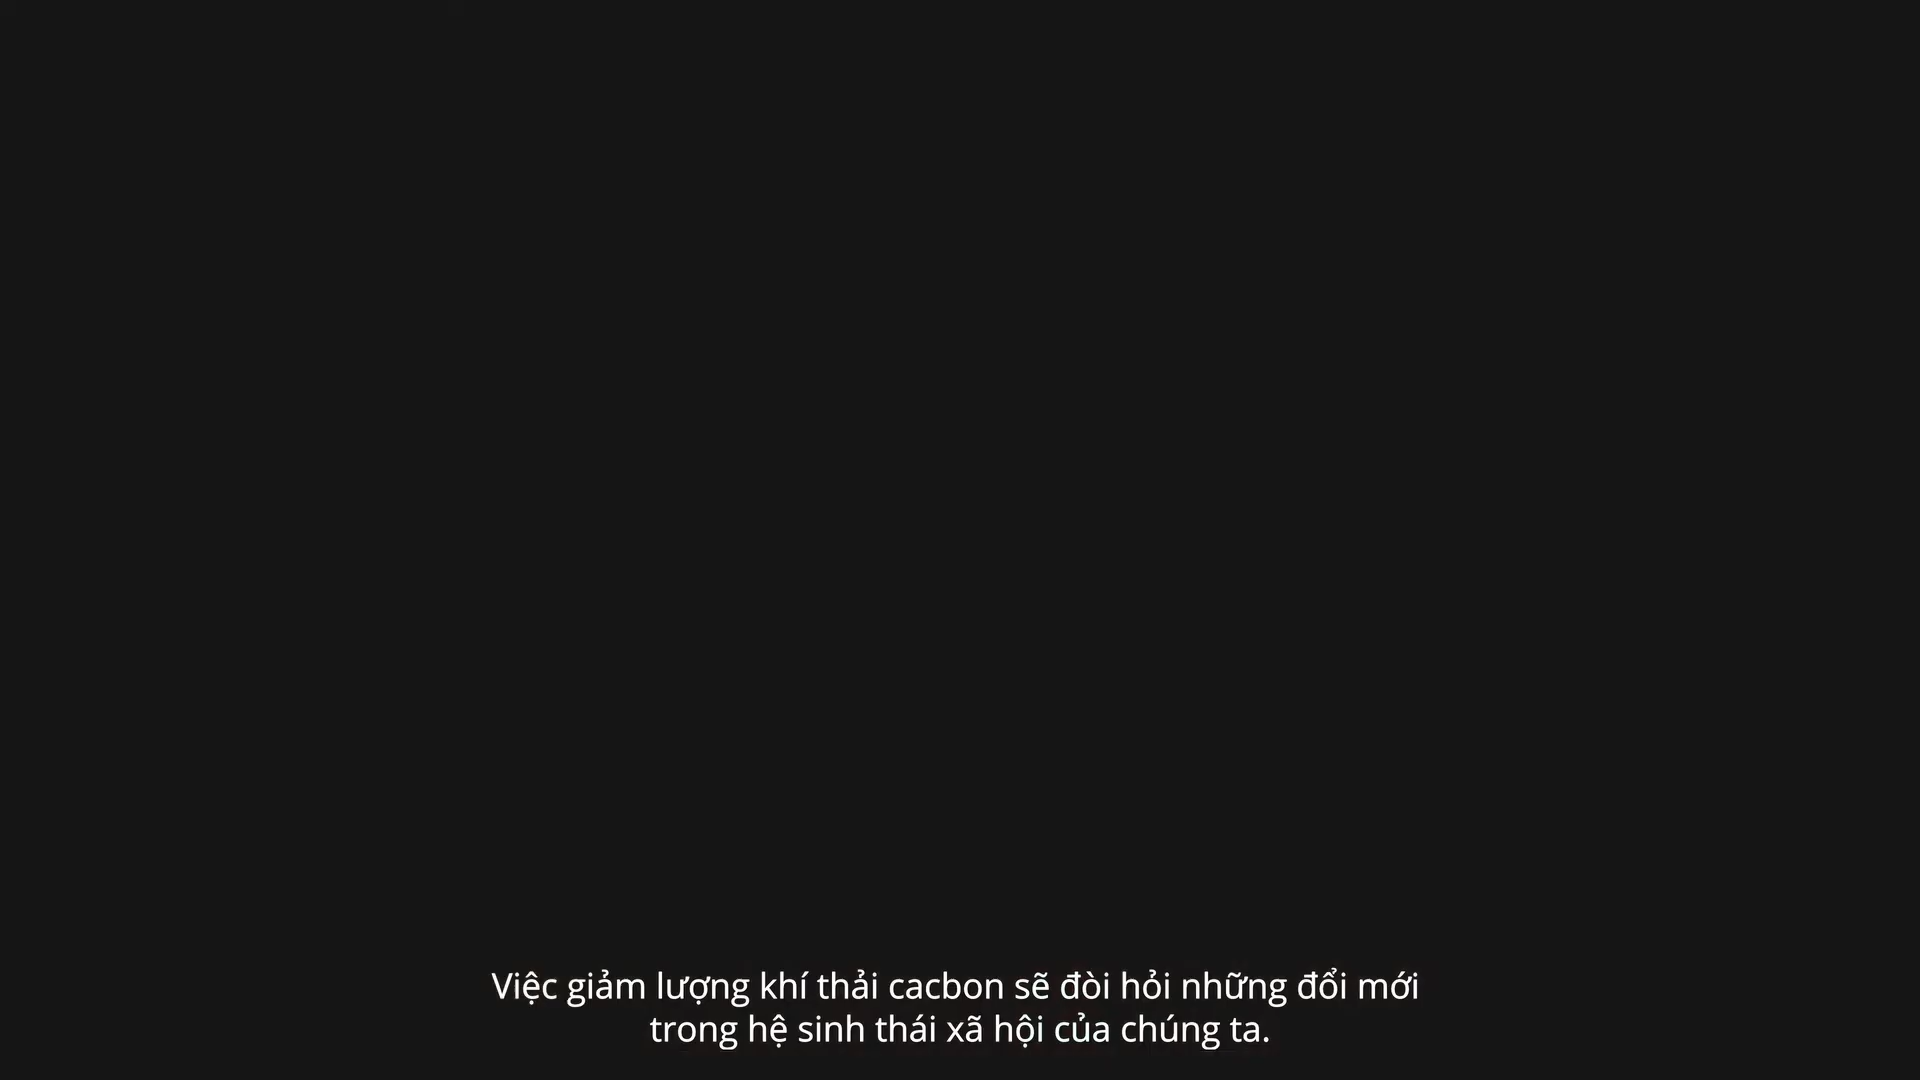 Việc giảm lượng khí thải cacbon sẽ đòi hỏi những đổi mới
trong hệ sinh thái xã hội của chúng ta.